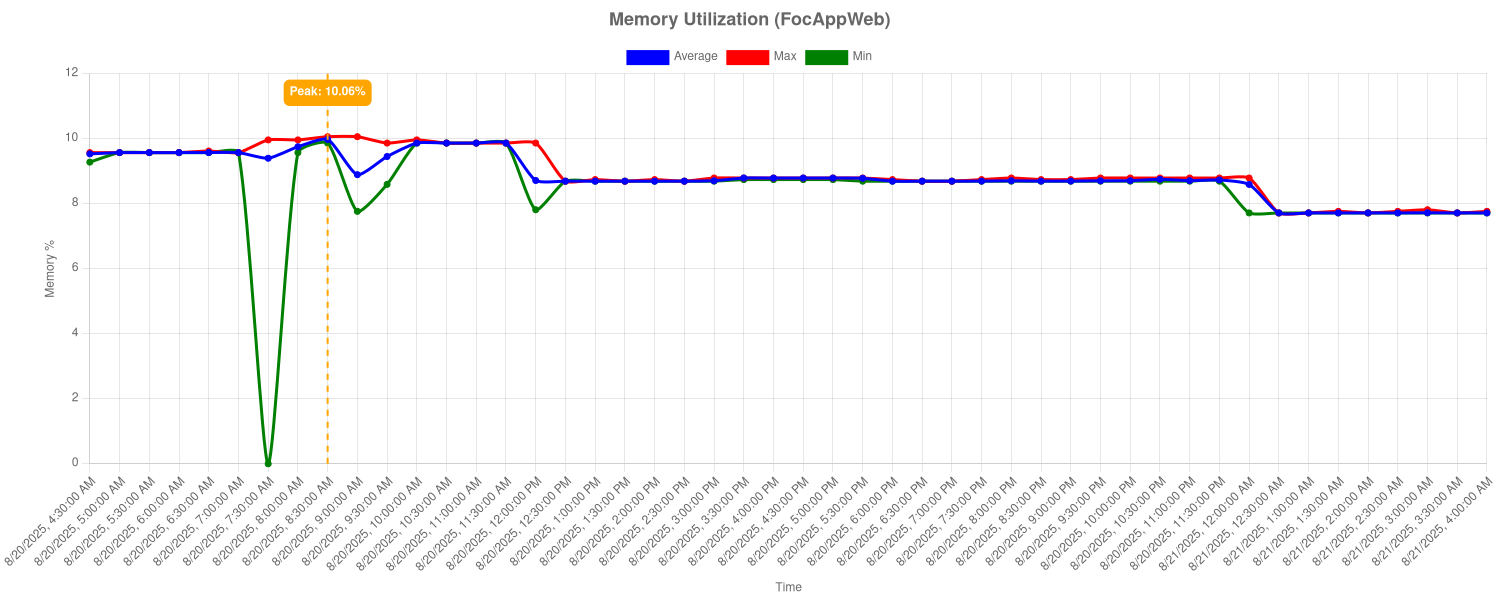 Memory Utilization (FocAppWeb)
Average Max Min
Peak: 10.06%
12
10
8
6
4
2
0
Memory %
8/20/2025, 4:30:00 AM
8/20/2025, 5:00:00 AM
8/20/2025, 5:30:00 AM
8/20/2025, 6:00:00 AM
8/20/2025, 6:30:00 AM
8/20/2025, 7:00:00 AM
8/20/2025, 7:30:00 AM
8/20/2025, 8:00:00 AM
8/20/2025, 8:30:00 AM
8/20/2025, 9:00:00 AM
8/20/2025, 9:30:00 AM
8/20/2025, 10:00:00 AM
8/20/2025, 10:30:00 AM
8/20/2025, 11:00:00 AM
8/20/2025, 11:30:00 AM
8/20/2025, 12:00:00 PM
8/20/2025, 12:30:00 PM
8/20/2025, 1:00:00 PM
8/20/2025, 1:30:00 PM
8/20/2025, 2:00:00 PM
8/20/2025, 2:30:00 PM
8/20/2025, 3:00:00 PM
8/20/2025, 3:30:00 PM
8/20/2025, 4:00:00 PM
8/20/2025, 4:30:00 PM
8/20/2025, 5:00:00 PM
8/20/2025, 5:30:00 PM
8/20/2025, 6:00:00 PM
8/20/2025, 6:30:00 PM
8/20/2025, 7:00:00 PM
8/20/2025, 7:30:00 PM
8/20/2025, 8:00:00 PM
8/20/2025, 8:30:00 PM
8/20/2025, 9:00:00 PM
8/20/2025, 9:30:00 PM
8/20/2025, 10:00:00 PM
8/20/2025, 10:30:00 PM
8/20/2025, 11:00:00 PM
8/20/2025, 11:30:00 PM
8/21/2025, 12:00:00 AM
8/21/2025, 12:30:00 AM
8/21/2025, 1:00:00 AM
8/21/2025, 1:30:00 AM
8/21/2025, 2:00:00 AM
8/21/2025, 2:30:00 AM
8/21/2025, 3:00:00 AM
8/21/2025, 3:30:00 AM
8/21/2025, 4:00:00 AM
Time